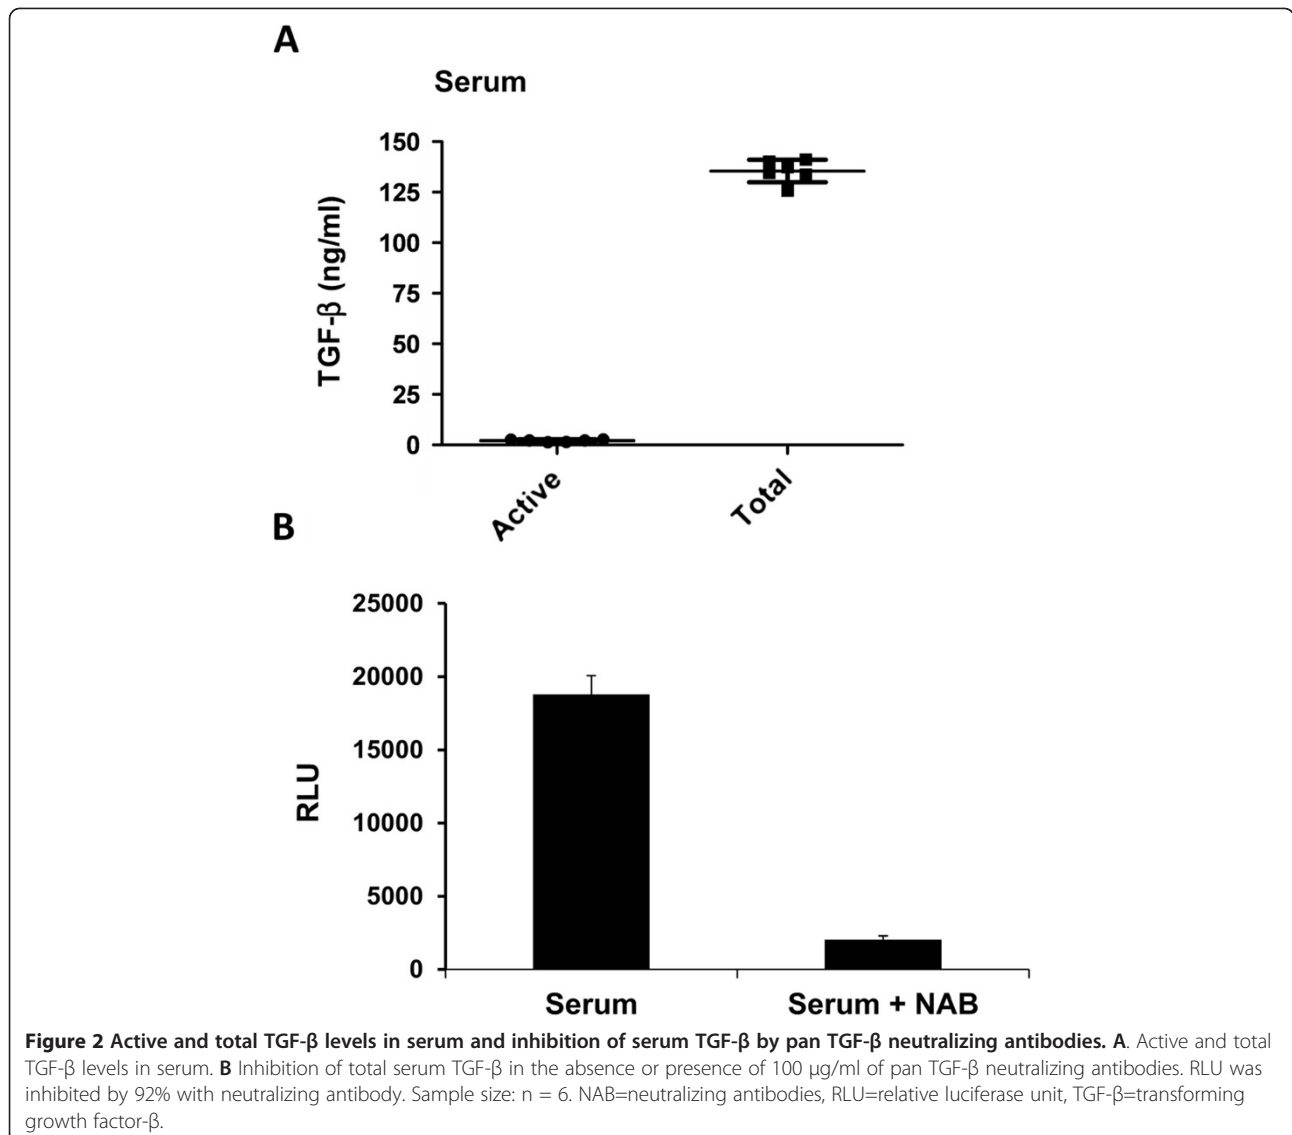 A
Serum
150
125
100
75
50
25
0
TGF-β (ng/ml)
Active
Total
B
25000
20000
15000
10000
5000
0
RLU
Serum
Serum + NAB
Figure 2 Active and total TGF-β levels in serum and inhibition of serum TGF-β by pan TGF-β neutralizing antibodies. A. Active and total
TGF-β levels in serum. B Inhibition of total serum TGF-β in the absence or presence of 100 μg/ml of pan TGF-β neutralizing antibodies. RLU was
inhibited by 92% with neutralizing antibody. Sample size: n = 6. NAB=neutralizing antibodies, RLU=relative luciferase unit, TGF-β=transforming
growth factor-β.